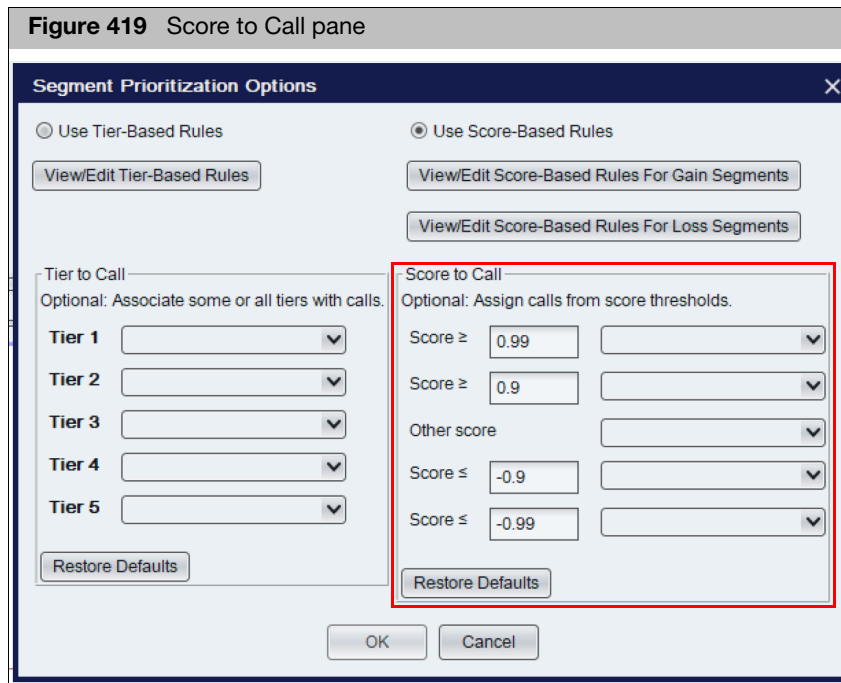 Figure 419 Score to Call pane
Segment Prioritization Options
Use Tier-Based Rules
Use Score-Based Rules
View/Edit Tier-Based Rules
View/Edit Score-Based Rules For Gain Segments
View/Edit Score-Based Rules For Loss Segments
Tier to Call
Optional: Associate some or all tiers with calls.
Tier 1
Tier 2
Tier 3
Tier 4
Tier 5
Restore Defaults
Score to Call
Optional: Assign calls from score thresholds.
Score ≥ 0.99
Score ≥ 0.9
Other score
Score ≤ -0.9
Score ≤ -0.99
Restore Defaults
OK
Cancel